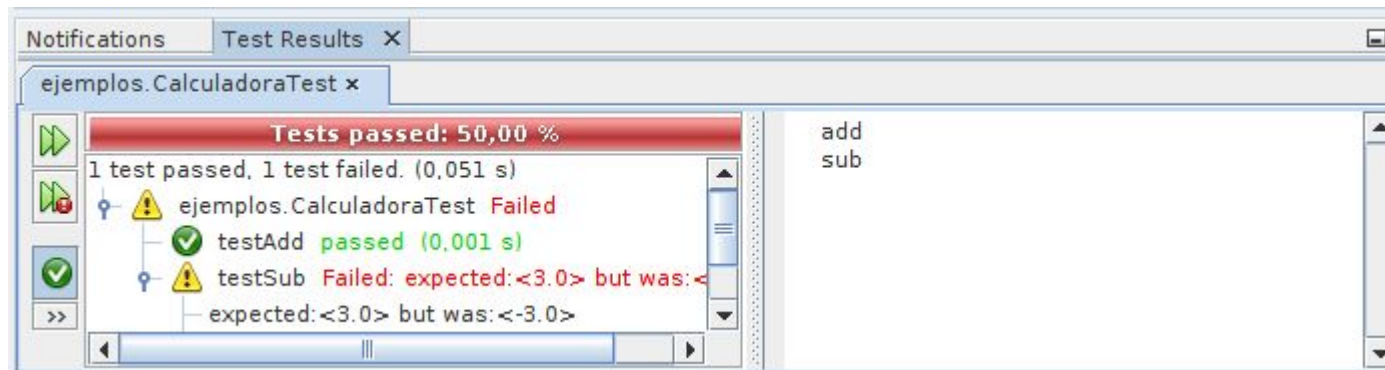 Notifications Test Results
ejemplos.CalculadoraTest
Tests passed: 50,00 %
1 test passed, 1 test failed. (0,051 s)
ejemplos.CalculadoraTest Failed
testAdd passed (0,001 s)
testSub Failed: expected:<3.0> but was:<
expected:<3.0> but was:<-3.0>
>>
add
sub